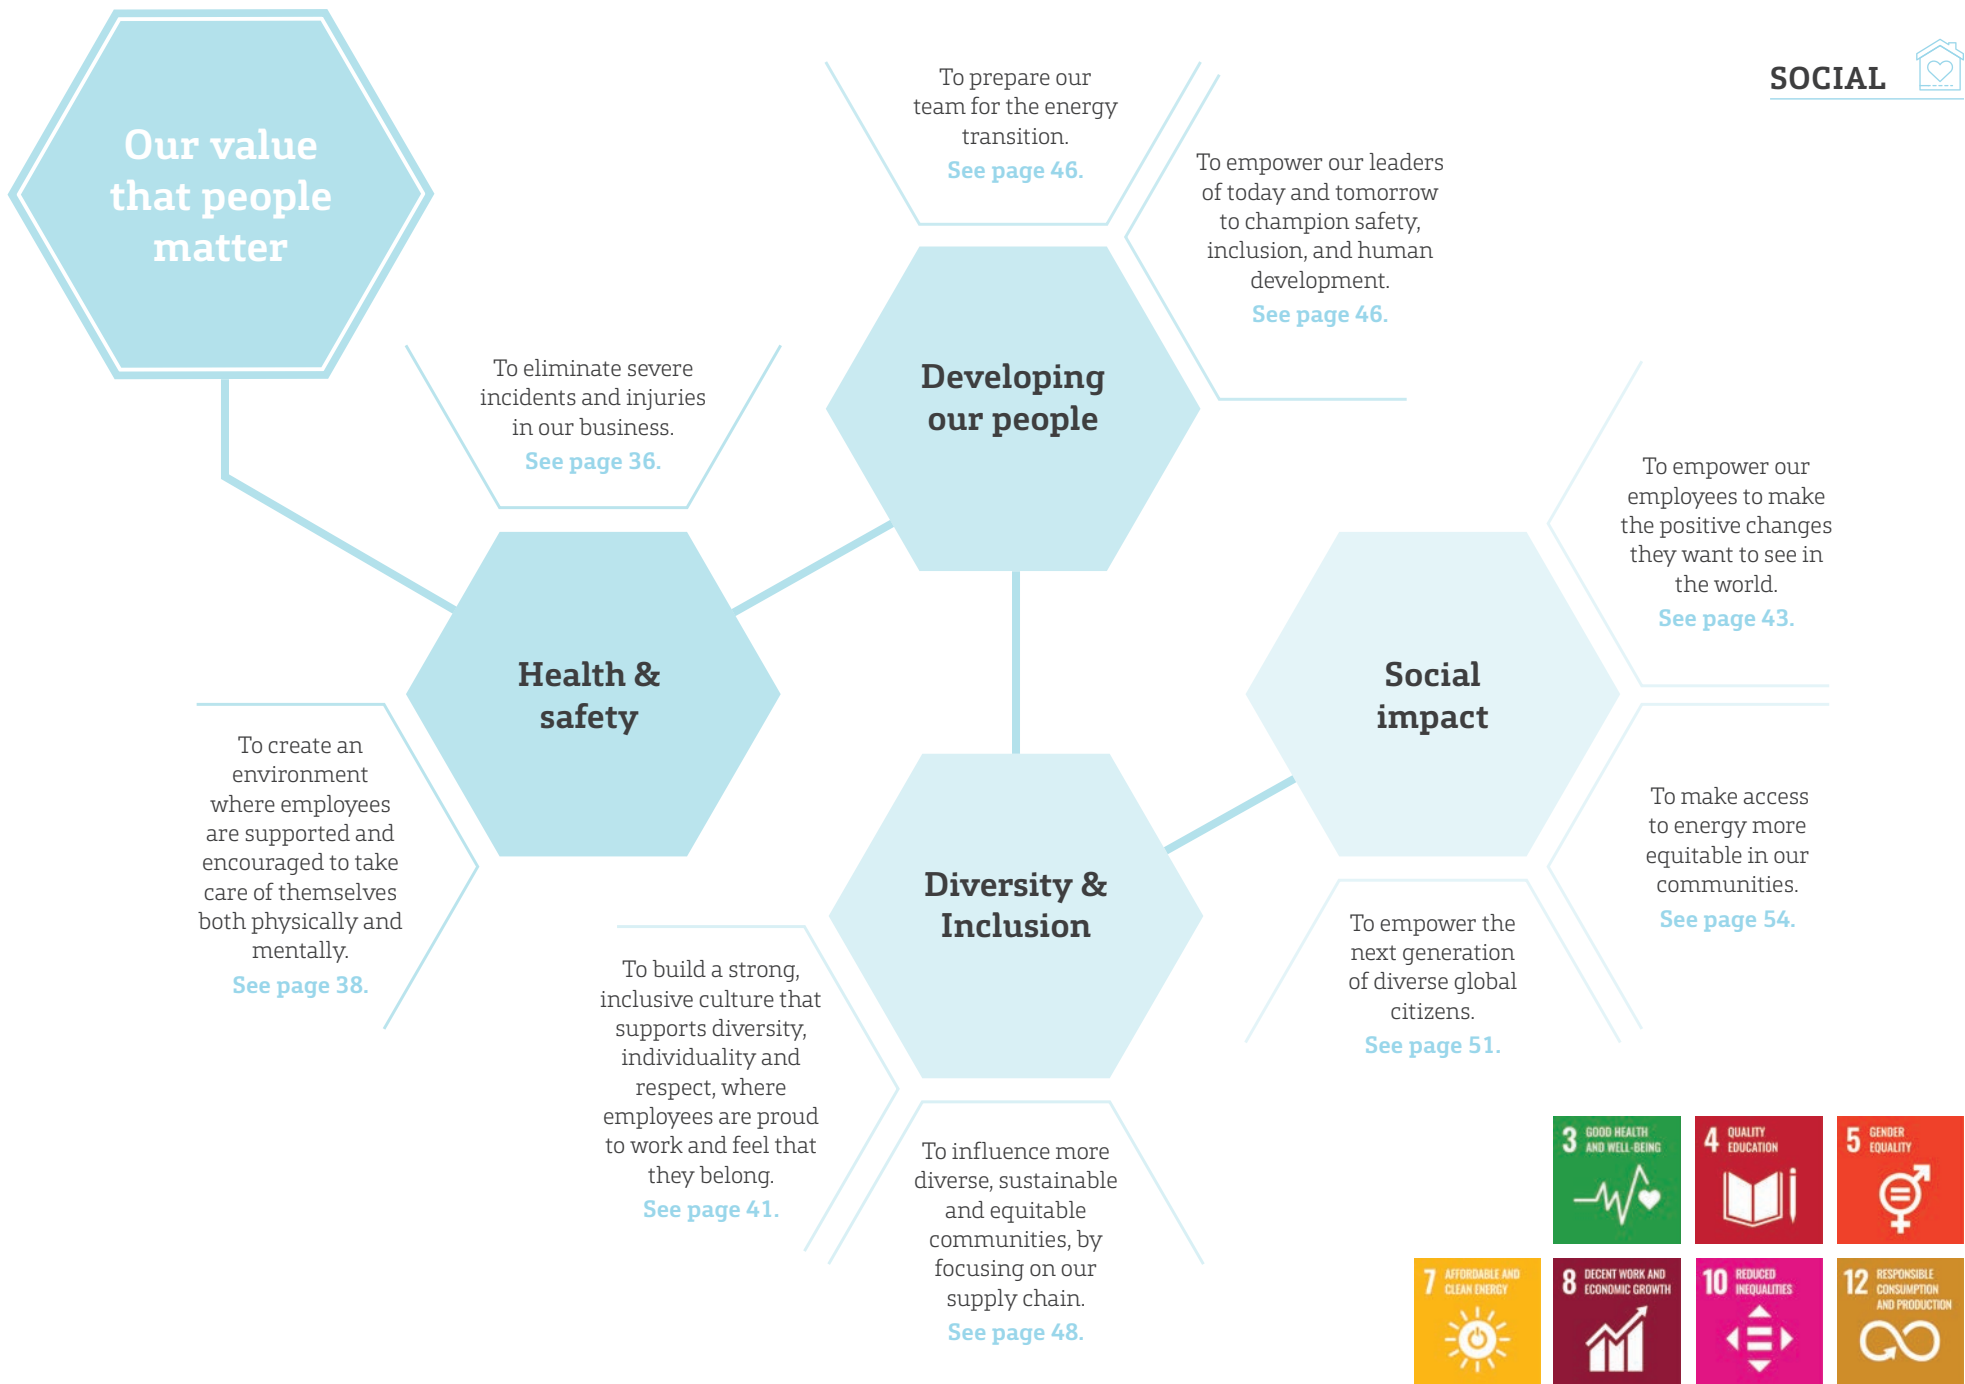 SOCIAL
Our value
that people
matter
To prepare our
team for the energy
transition.
See page 46.
To empower our leaders
of today and tomorrow
to champion safety,
inclusion, and human
development.
See page 46.
Developing
our people
To eliminate severe
incidents and injuries
in our business.
See page 36.
Health &
safety
To create an
environment
where employees
are supported and
encouraged to take
care of themselves
both physically and
mentally.
See page 38.
To build a strong,
inclusive culture that
supports diversity,
individuality and
respect, where
employees are proud
to work and feel that
they belong.
See page 41.
Diversity &
Inclusion
To influence more
diverse, sustainable
and equitable
communities, by
focusing on our
supply chain.
See page 48.
Social
impact
To empower our
employees to make
the positive changes
they want to see in
the world.
See page 43.
To make access
to energy more
equitable in our
communities.
See page 54.
To empower the
next generation
of diverse global
citizens.
See page 51.
3 GOOD HEALTH
AND WELL-BEING
4 QUALITY
EDUCATION
5 GENDER
EQUALITY
7 AFFORDABLE AND
CLEAN ENERGY
8 DECENT WORK AND
ECONOMIC GROWTH
10 REDUCED
INEQUALITIES
12 RESPONSIBLE
CONSUMPTION
AND PRODUCTION